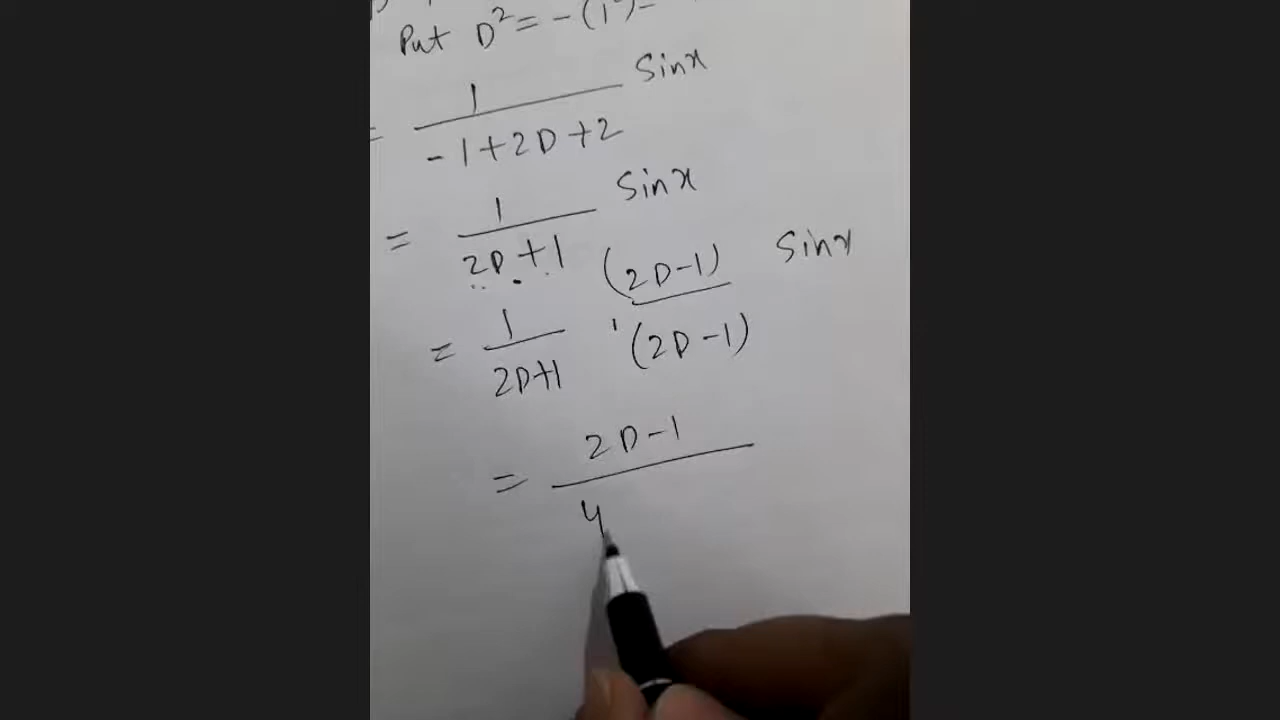 Put D² = -(1²) =
= 1/(-1+2D+2) Sinx
= 1/(2D+1) Sinx
= 1/(2D+1) (2D-1)/(2D-1) Sinx
= (2D-1)/4